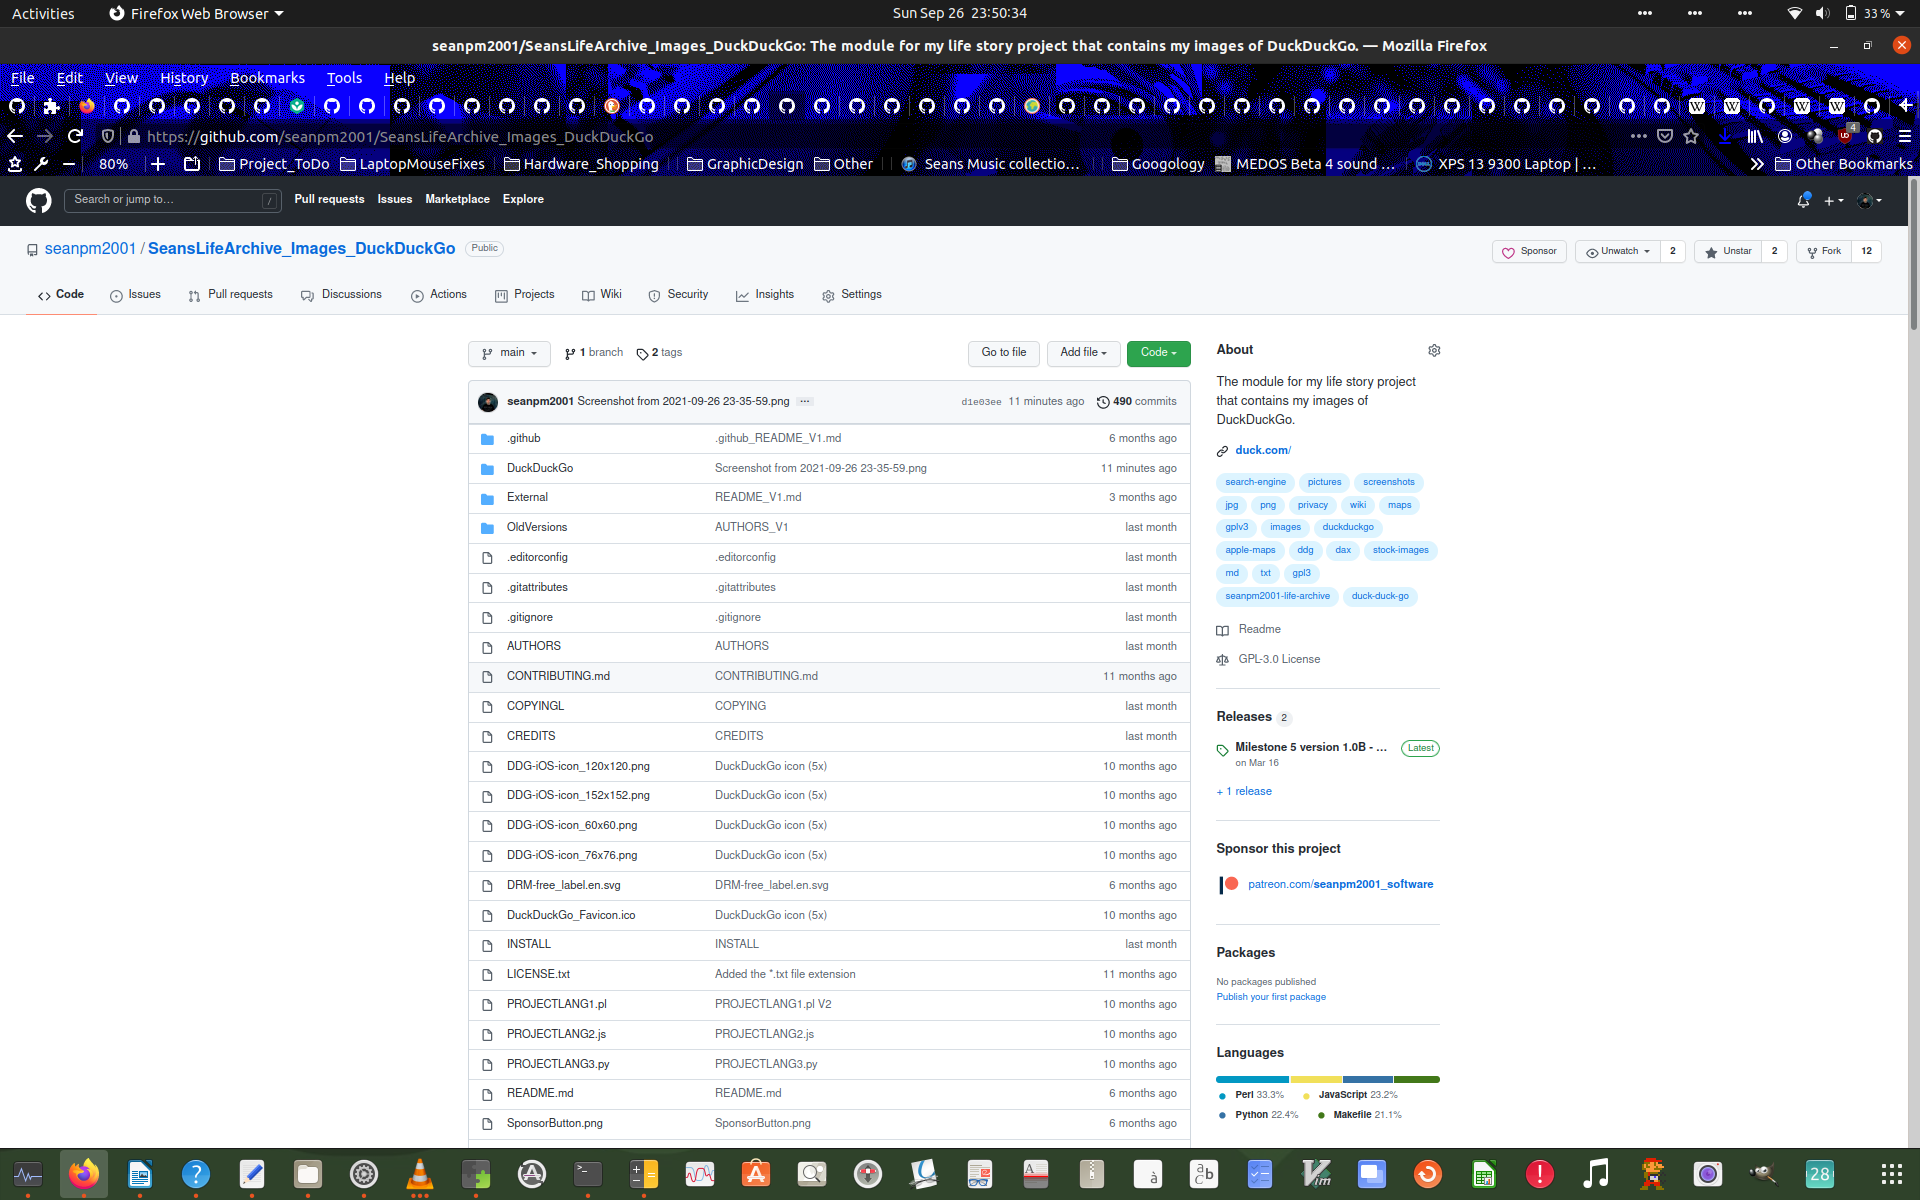 Activities Firefox Web Browser Sun Sep 26 23:50:34 33 %
seanpm2001/SeansLifeArchive_Images_DuckDuckGo: The module for my life story project that contains my images of DuckDuckGo. — Mozilla Firefox
File Edit View History Bookmarks Tools Help
https://github.com/seanpm2001/SeansLifeArchive_Images_DuckDuckGo 4
80% Project_ToDo LaptopMouseFixes Hardware_Shopping GraphicDesign Other Seans Music collectio… Googology MEDOS Beta 4 sound … XPS 13 9300 Laptop | … Other Bookmarks
Search or jump to… / Pull requests Issues Marketplace Explore
seanpm2001 / SeansLifeArchive_Images_DuckDuckGo Public Sponsor Unwatch 2 Unstar 2 Fork 12
Code Issues Pull requests Discussions Actions Projects Wiki Security Insights Settings
main 1 branch 2 tags Go to file Add file Code
seanpm2001 Screenshot from 2021-09-26 23-35-59.png ... d1e03ee 11 minutes ago 490 commits
.github .github_README_V1.md 6 months ago
DuckDuckGo Screenshot from 2021-09-26 23-35-59.png 11 minutes ago
External README_V1.md 3 months ago
OldVersions AUTHORS_V1 last month
.editorconfig .editorconfig last month
.gitattributes .gitattributes last month
.gitignore .gitignore last month
AUTHORS AUTHORS last month
CONTRIBUTING.md CONTRIBUTING.md 11 months ago
COPYINGL COPYING last month
CREDITS CREDITS last month
DDG-iOS-icon_120x120.png DuckDuckGo icon (5x) 10 months ago
DDG-iOS-icon_152x152.png DuckDuckGo icon (5x) 10 months ago
DDG-iOS-icon_60x60.png DuckDuckGo icon (5x) 10 months ago
DDG-iOS-icon_76x76.png DuckDuckGo icon (5x) 10 months ago
DRM-free_label.en.svg DRM-free_label.en.svg 6 months ago
DuckDuckGo_Favicon.ico DuckDuckGo icon (5x) 10 months ago
INSTALL INSTALL last month
LICENSE.txt Added the *.txt file extension 11 months ago
PROJECTLANG1.pl PROJECTLANG1.pl V2 10 months ago
PROJECTLANG2.js PROJECTLANG2.js 10 months ago
PROJECTLANG3.py PROJECTLANG3.py 10 months ago
README.md README.md 6 months ago
SponsorButton.png SponsorButton.png 6 months ago
About
The module for my life story project
that contains my images of
DuckDuckGo.
duck.com/
search-engine pictures screenshots
jpg png privacy wiki maps
gplv3 images duckduckgo
apple-maps ddg dax stock-images
md txt gpl3
seanpm2001-life-archive duck-duck-go
Readme
GPL-3.0 License
Releases 2
Milestone 5 version 1.0B - ... Latest
on Mar 16
+ 1 release
Sponsor this project
patreon.com/seanpm2001_software
Packages
No packages published
Publish your first package
Languages
Perl 33.3% JavaScript 23.2%
Python 22.4% Makefile 21.1%
28